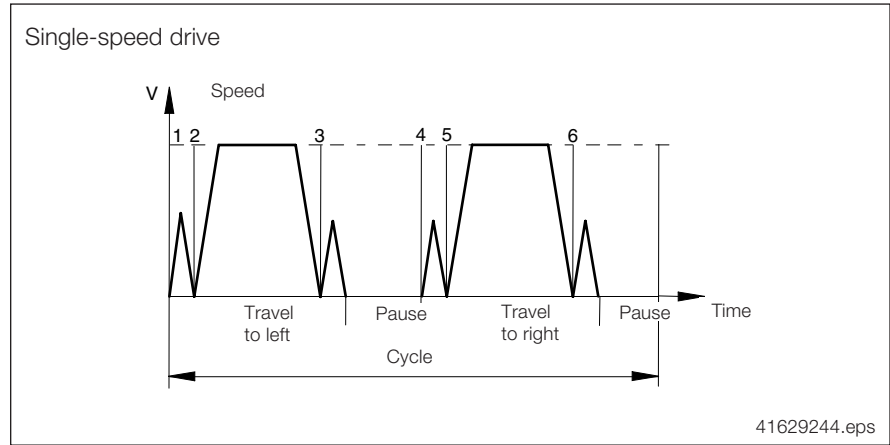 Single-speed drive
V Speed
1 2 3 4 5 6
Travel to left
Pause
Travel to right
Pause
Time
Cycle
41629244.eps